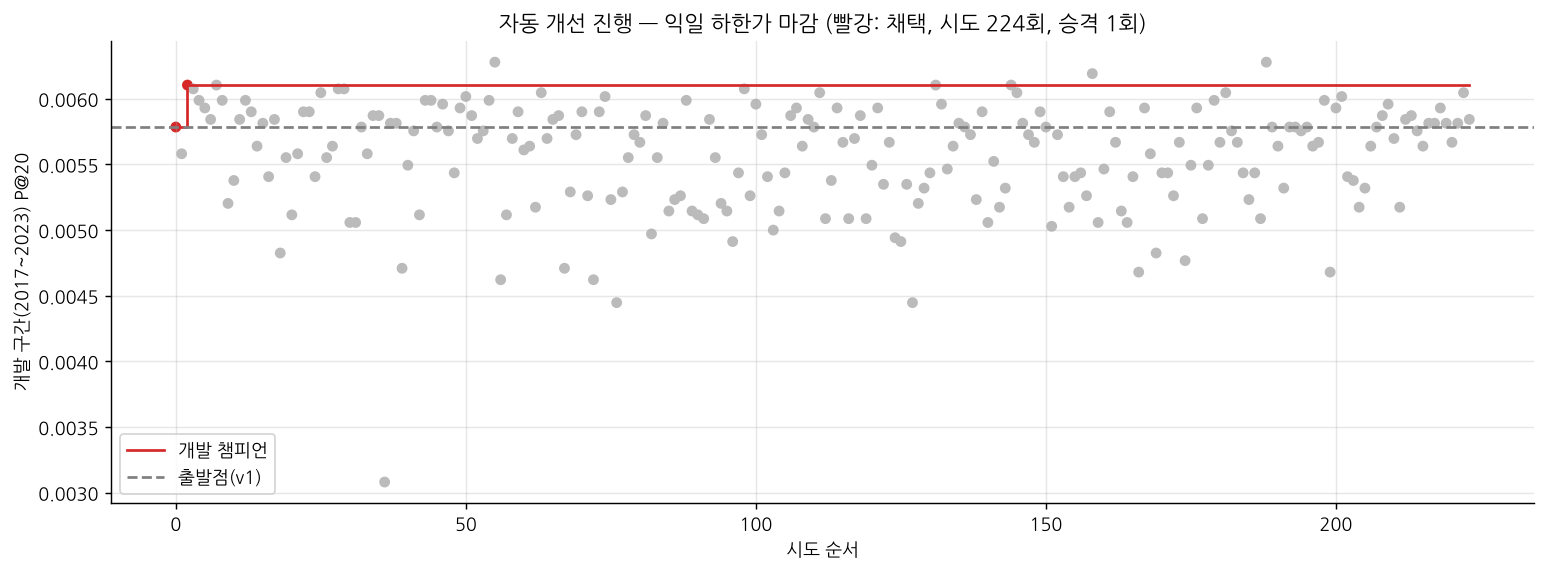 자동 개선 진행 — 익일 하한가 마감 (빨강: 채택, 시도 224회, 승격 1회)
개발 구간(2017~2023) P@20
0.0060
0.0055
0.0050
0.0045
0.0040
0.0035
0.0030
개발 챔피언
출발점(v1)
0 50 100 150 200
시도 순서